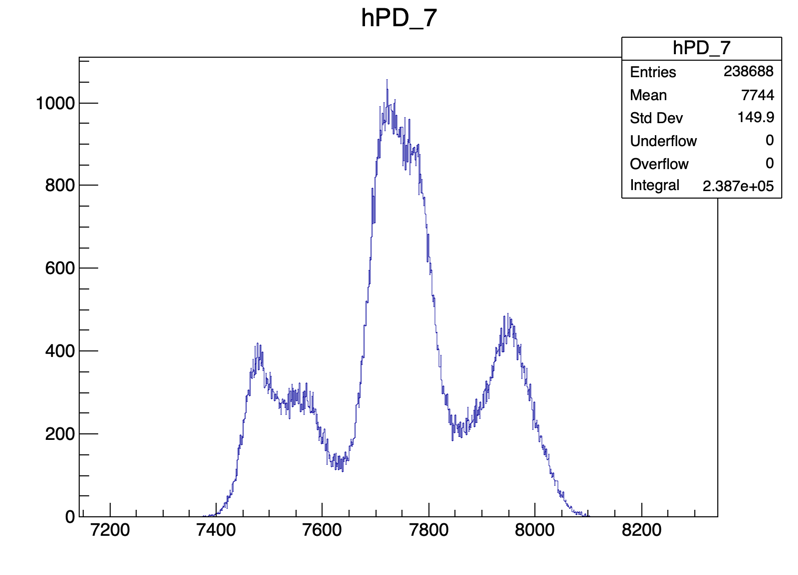 hPD_7
hPD_7
Entries 238688
Mean 7744
Std Dev 149.9
Underflow 0
Overflow 0
Integral 2.387e+05
1000
800
600
400
200
0
7200 7400 7600 7800 8000 8200